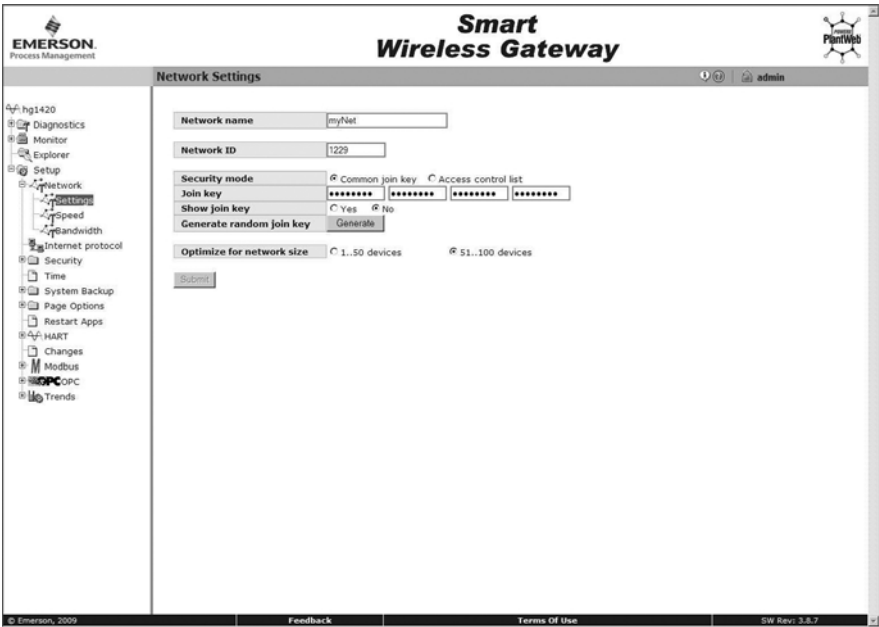 EMERSON.
Process Management
Smart
Wireless Gateway
POWERED
PlantWeb
Network Settings
admin
hg1420
Diagnostics
Monitor
Explorer
Setup
Network
Settings
Speed
Bandwidth
Internet protocol
Security
Time
System Backup
Page Options
Restart Apps
HART
Changes
Modbus
OPC OPC
Trends
Network name myNet
Network ID 1229
Security mode Common join key Access control list
Join key •••••••• •••••••• •••••••• ••••••••
Show join key Yes No
Generate random join key Generate
Optimize for network size 1..50 devices 51..100 devices
Submit
© Emerson, 2009 Feedback Terms Of Use SW Rev: 3.8.7